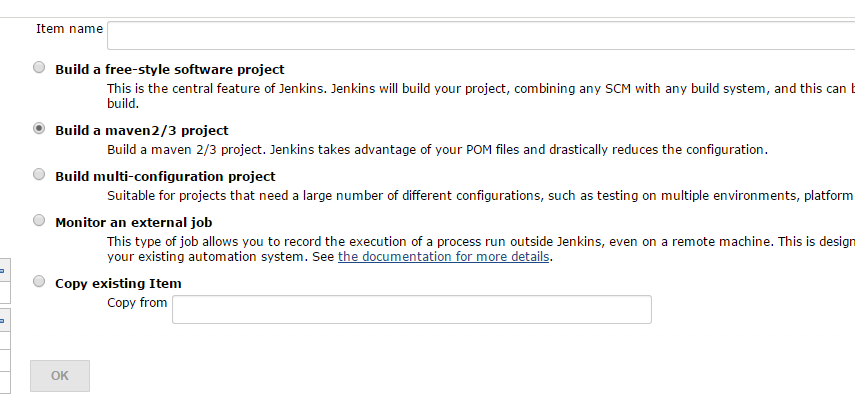 Item name
Build a free-style software project
This is the central feature of Jenkins. Jenkins will build your project, combining any SCM with any build system, and this can
build.
Build a maven2/3 project
Build a maven 2/3 project. Jenkins takes advantage of your POM files and drastically reduces the configuration.
Build multi-configuration project
Suitable for projects that need a large number of different configurations, such as testing on multiple environments, platform
Monitor an external job
This type of job allows you to record the execution of a process run outside Jenkins, even on a remote machine. This is design
your existing automation system. See the documentation for more details.
Copy existing Item
Copy from
OK